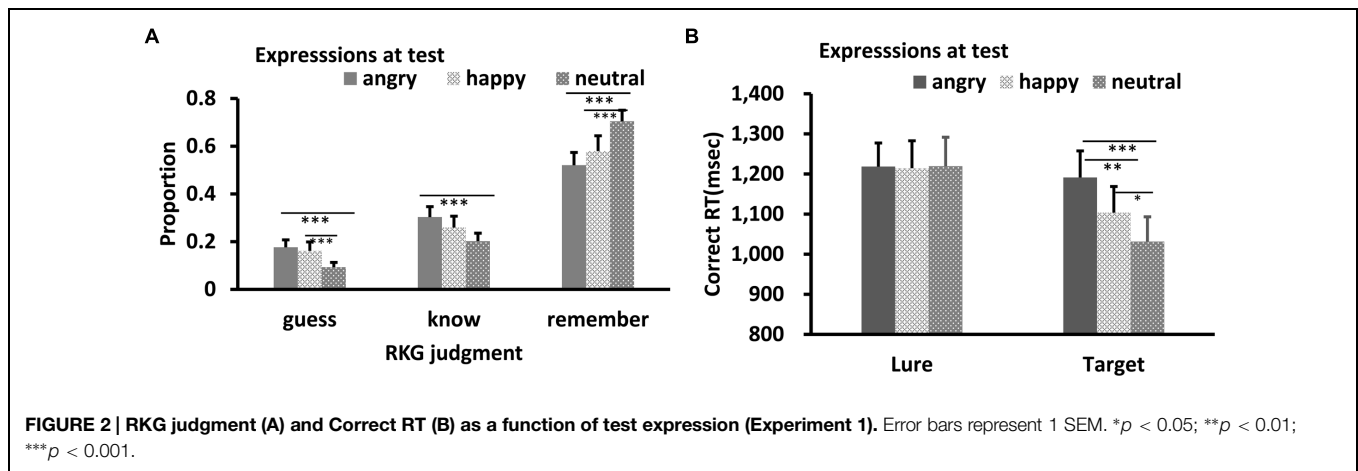 A
Expresssions at test
angry happy neutral
Proportion
0.8
0.6
0.4
0.2
0
***
***
***
***
***
guess know remember
RKG judgment
B
Expresssions at test
angry happy neutral
Correct RT(msec)
1,400
1,300
1,200
1,100
1,000
900
800
***
**
*
Lure Target
FIGURE 2 | RKG judgment (A) and Correct RT (B) as a function of test expression (Experiment 1). Error bars represent 1 SEM. *p < 0.05; **p < 0.01;
***p < 0.001.